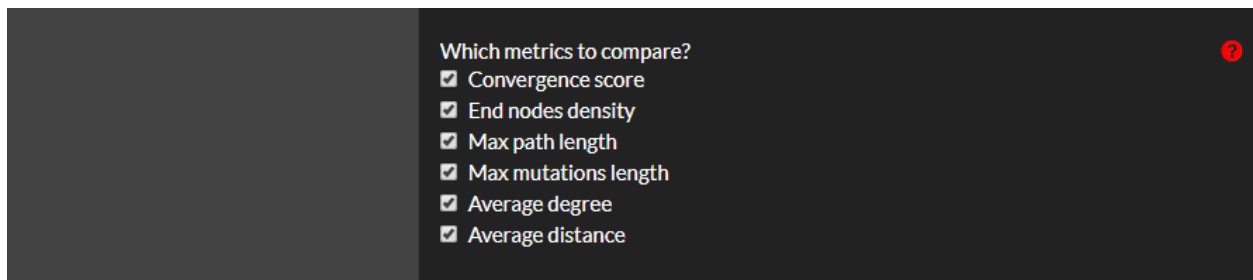 Which metrics to compare?
?
Convergence score
End nodes density
Max path length
Max mutations length
Average degree
Average distance